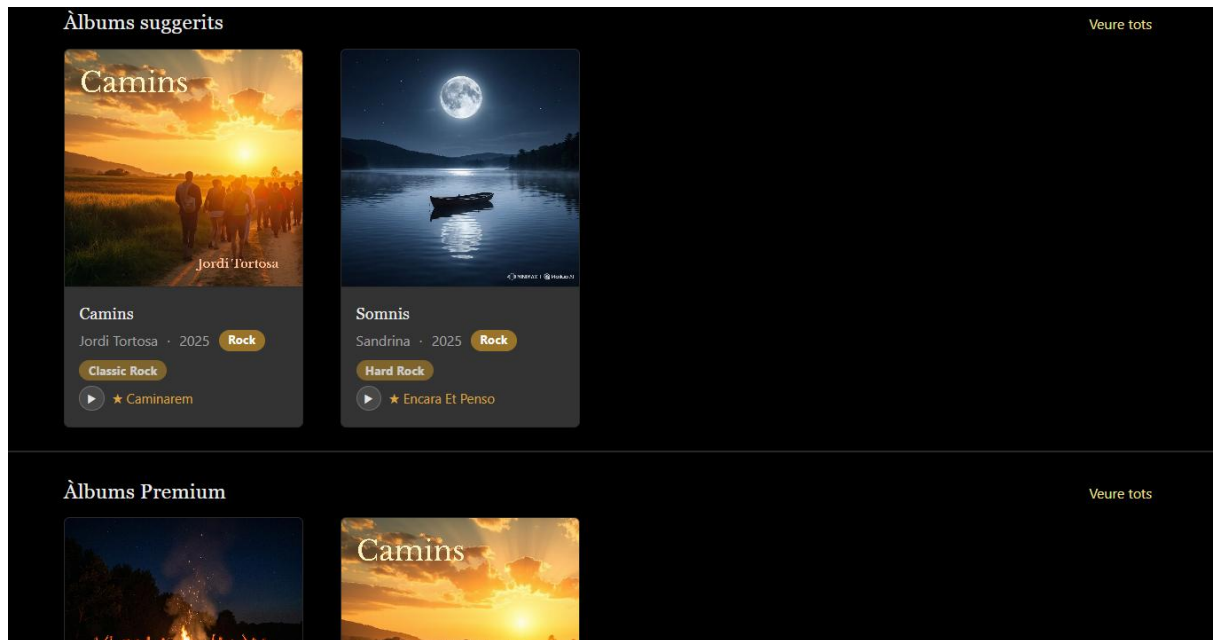 Àlbums suggerits
Veure tots
Camins
Jordi Tortosa
Camins
Jordi Tortosa · 2025 Rock
Classic Rock
★ Caminarem
Somnis
Sandrina · 2025 Rock
Hard Rock
★ Encara Et Penso
Àlbums Premium
Veure tots
Camins